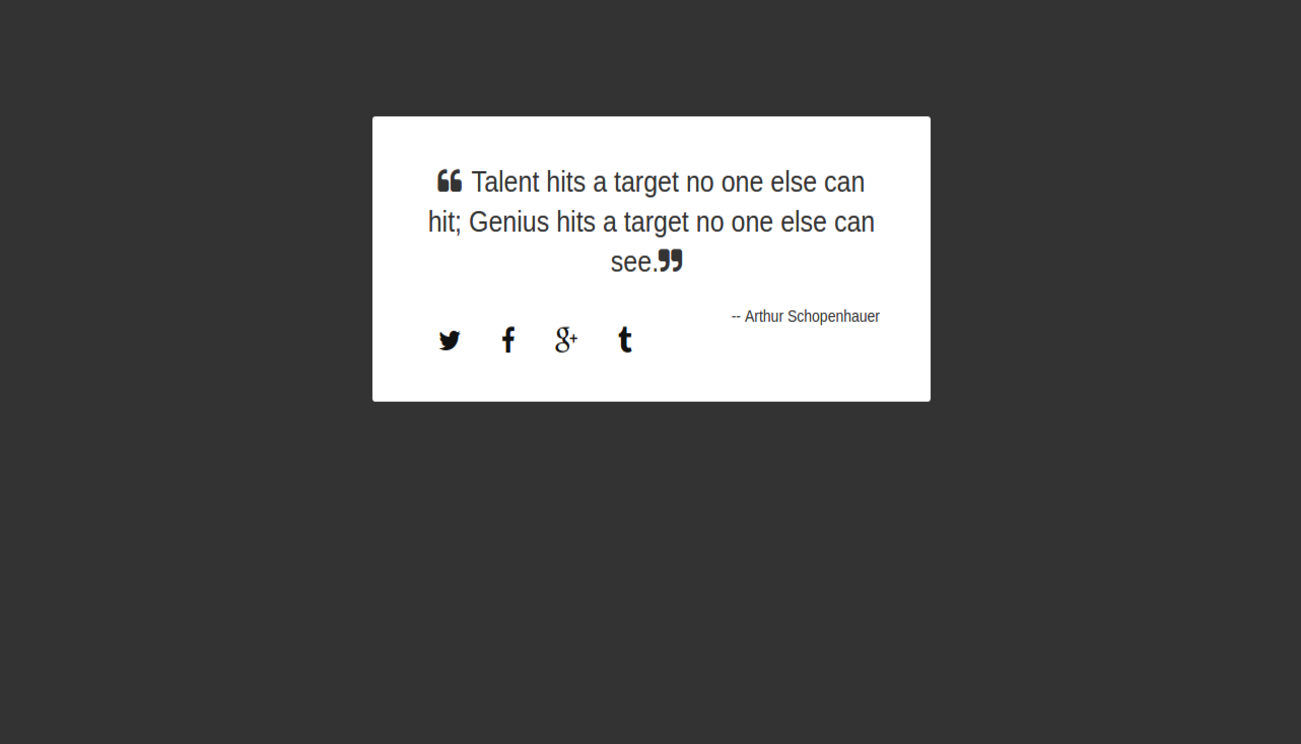 ❝ Talent hits a target no one else can
hit; Genius hits a target no one else can
see.❞
-- Arthur Schopenhauer